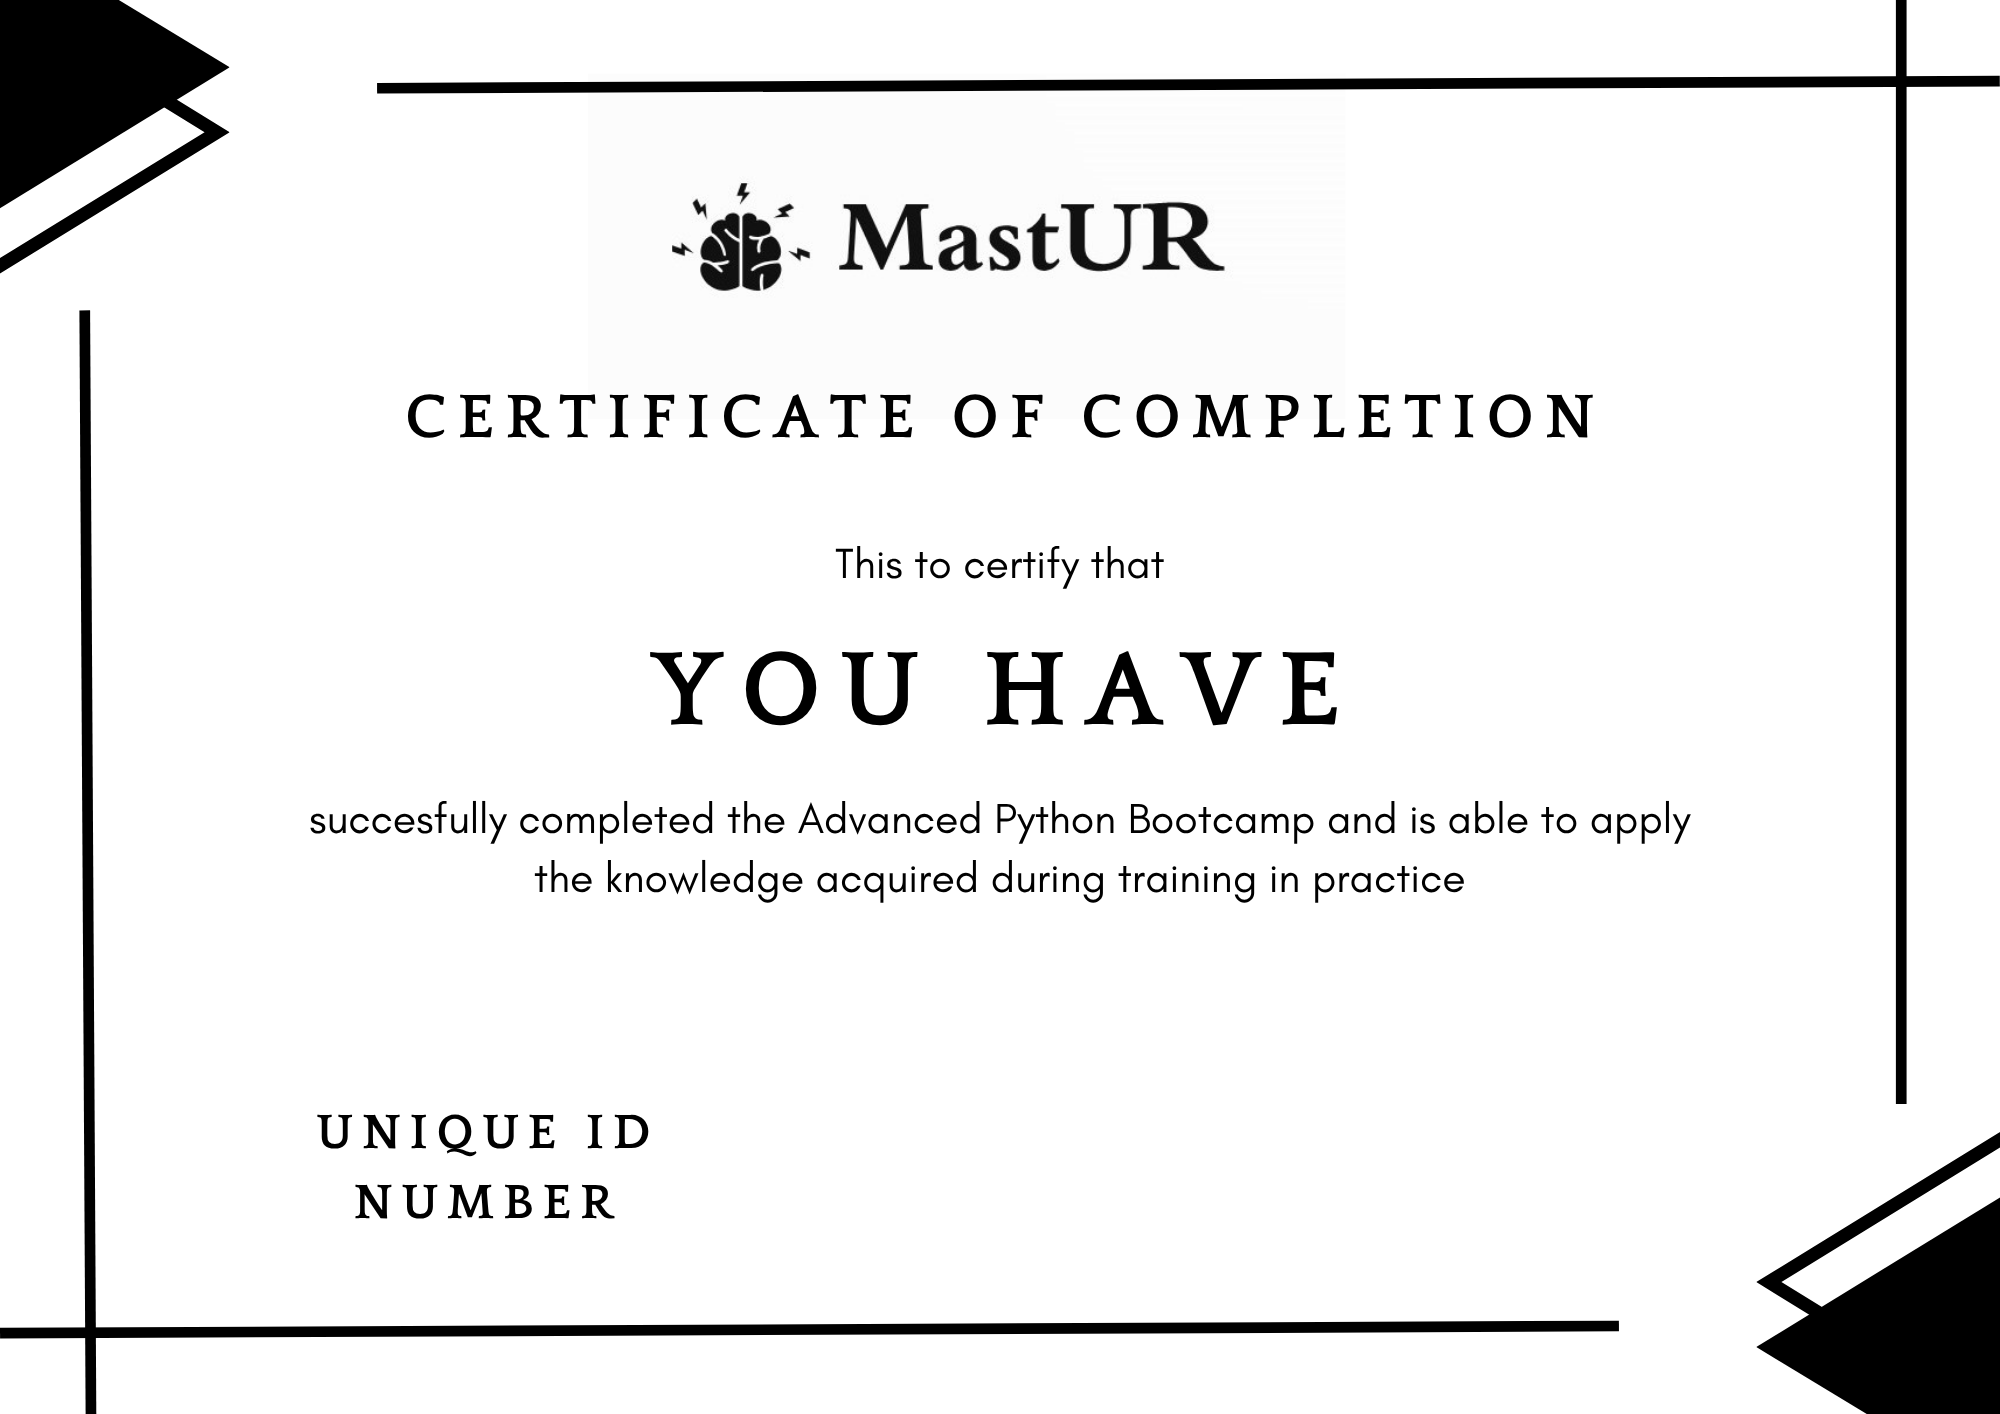 MastUR
CERTIFICATE OF COMPLETION
This to certify that
YOU HAVE
succesfully completed the Advanced Python Bootcamp and is able to apply
the knowledge acquired during training in practice
UNIQUE ID
NUMBER